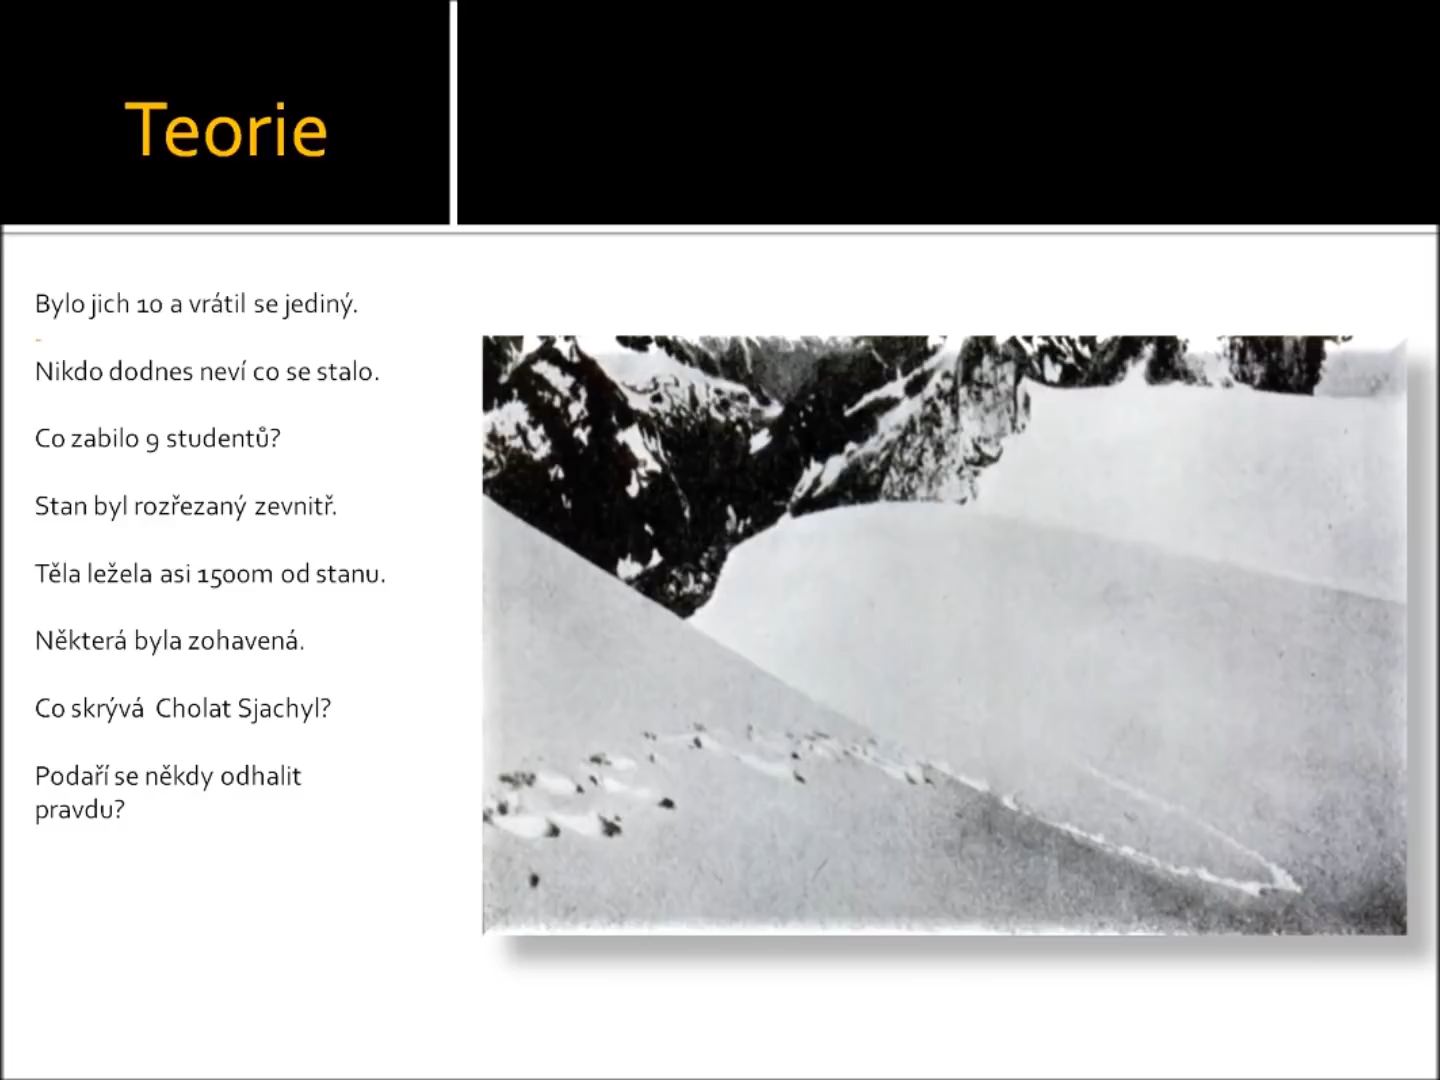 Teorie
Bylo jich 10 a vrátil se jediný.
-
Nikdo dodnes neví co se stalo.
Co zabilo 9 studentů?
Stan byl rozřezaný zevnitř.
Těla ležela asi 1500m od stanu.
Některá byla zohavená.
Co skrývá  Cholat Sjachyl?
Podaří se někdy odhalit
pravdu?